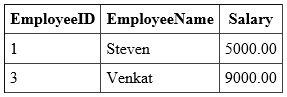 EmployeeID EmployeeName Salary
1 Steven 5000.00
3 Venkat 9000.00